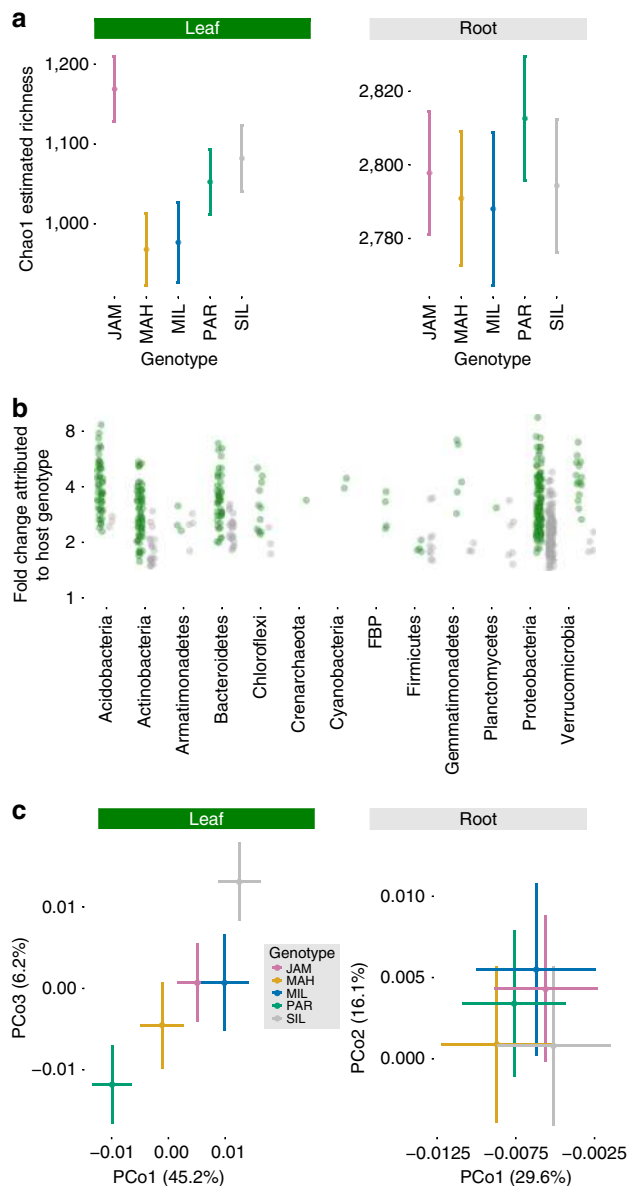 a
Leaf
Root
Chao1 estimated richness
1,200
1,100
1,000
2,820
2,800
2,780
JAM
MAH
MIL
PAR
SIL
JAM
MAH
MIL
PAR
SIL
Genotype
Genotype
b
Fold change attributed
to host genotype
8
4
2
1
Acidobacteria
Actinobacteria
Armatimonadetes
Bacteroidetes
Chloroflexi
Crenarchaeota
Cyanobacteria
FBP
Firmicutes
Gemmatimonadetes
Planctomycetes
Proteobacteria
Verrucomicrobia
c
Leaf
Root
PCo3 (6.2%)
0.01
0.00
−0.01
Genotype
JAM
MAH
MIL
PAR
SIL
PCo2 (16.1%)
0.010
0.005
0.000
−0.01
0.00
0.01
PCo1 (45.2%)
−0.0125
−0.0075
−0.0025
PCo1 (29.6%)